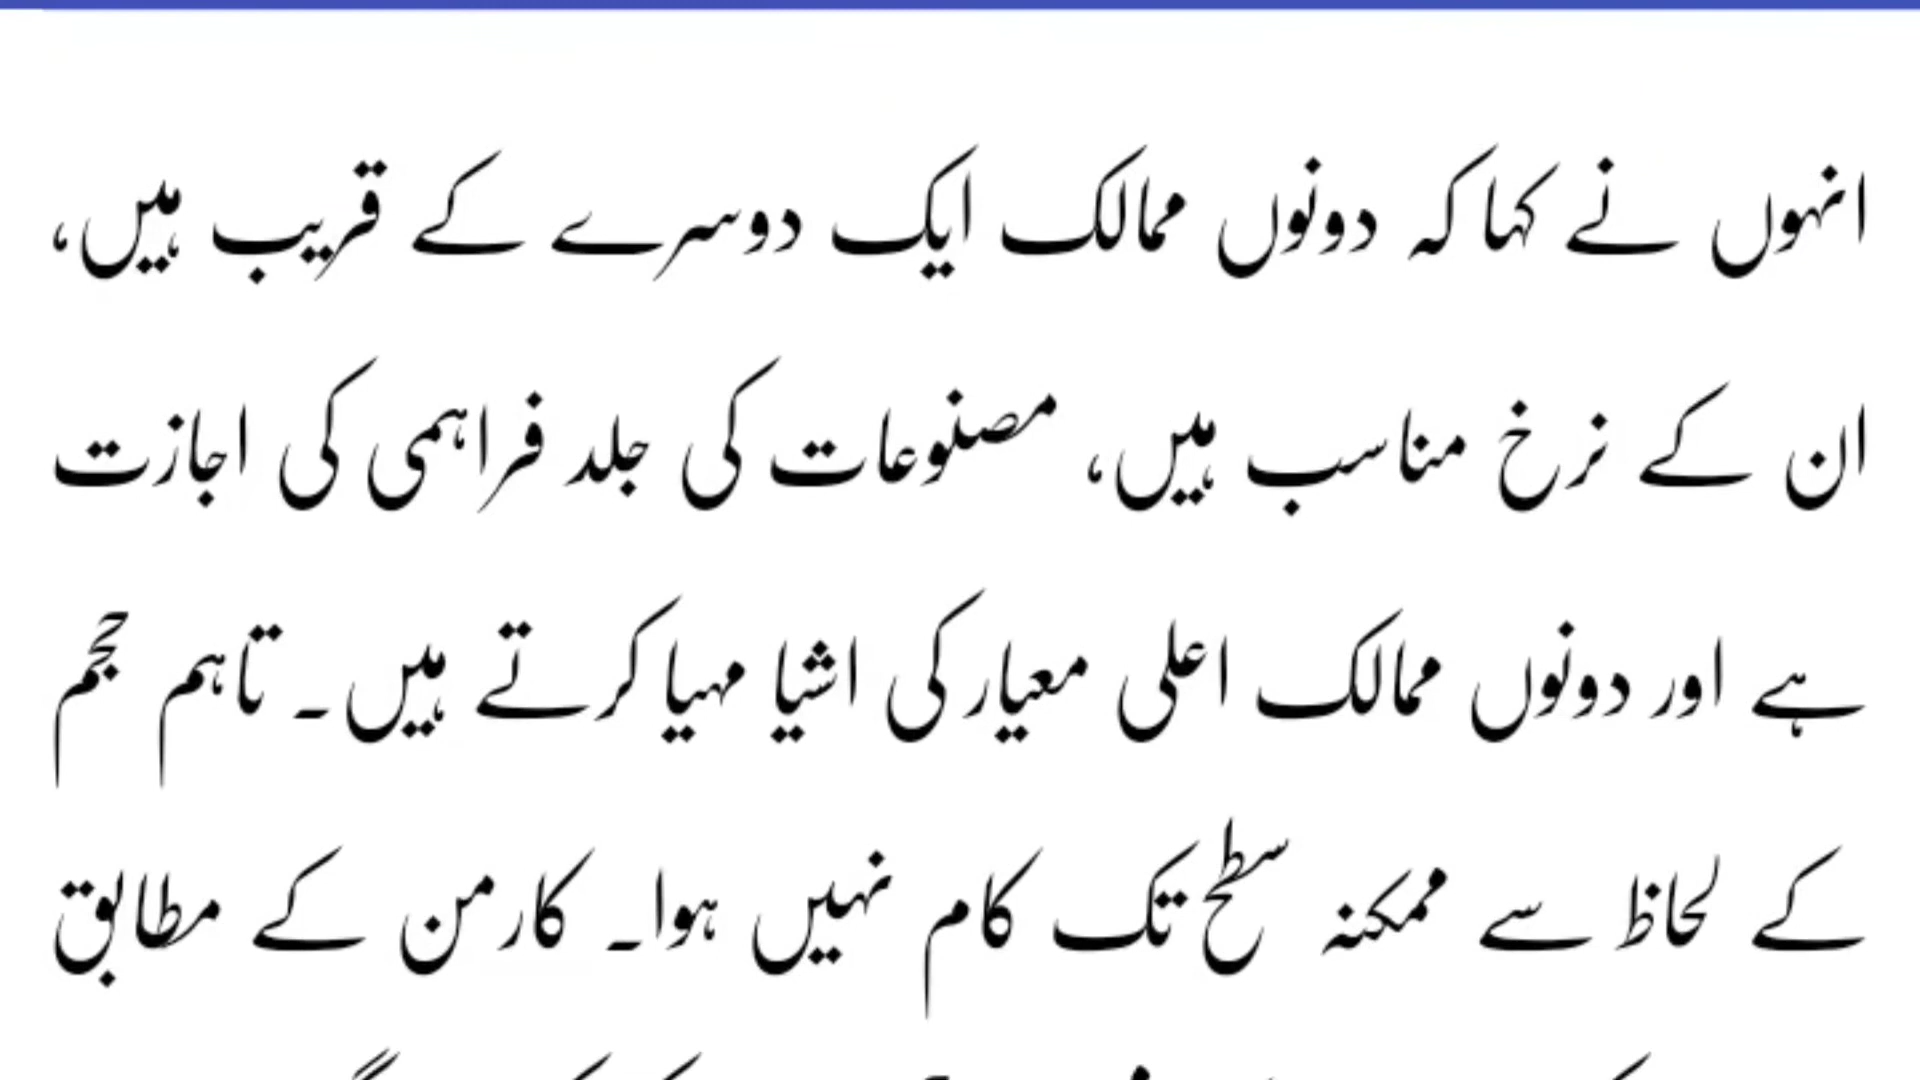 انہوں نے کہا کہ دونوں ممالک ایک دوسرے کے قریب ہیں،
ان کے نرخ مناسب ہیں، مصنوعات کی جلد فراہمی کی اجازت
ہے اور دونوں ممالک اعلی معیار کی اشیا مہیا کرتے ہیں۔ تاہم حجم
کے لحاظ سے ممکنہ سطح تک کام نہیں ہوا۔ کارمن کے مطابق